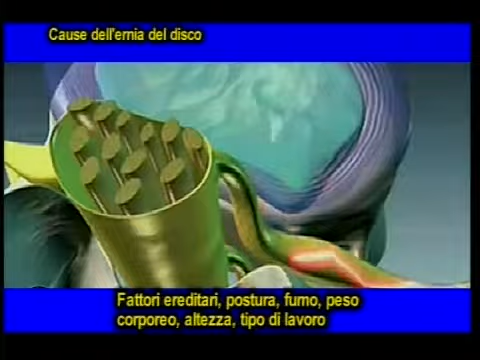 Cause dell'ernia del disco
Fattori ereditari, postura, fumo, peso
corporeo, altezza, tipo di lavoro